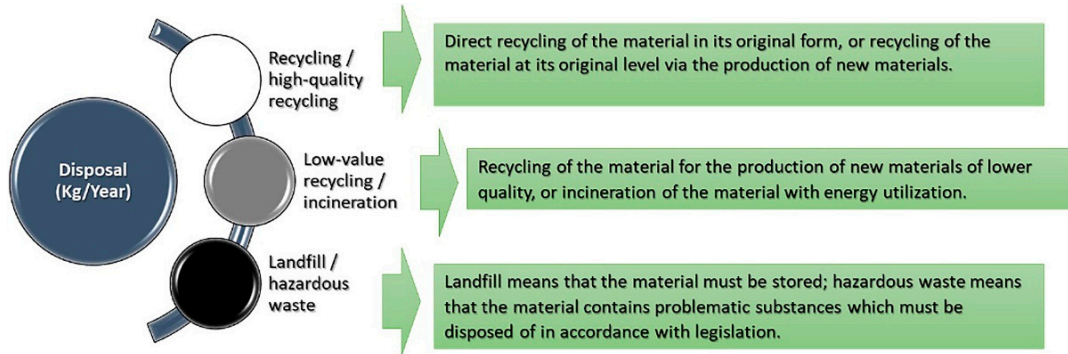 Disposal
(Kg/Year)
Recycling /
high-quality
recycling
Direct recycling of the material in its original form, or recycling of the
material at its original level via the production of new materials.
Low-value
recycling /
incineration
Recycling of the material for the production of new materials of lower
quality, or incineration of the material with energy utilization.
Landfill /
hazardous
waste
Landfill means that the material must be stored; hazardous waste means
that the material contains problematic substances which must be
disposed of in accordance with legislation.